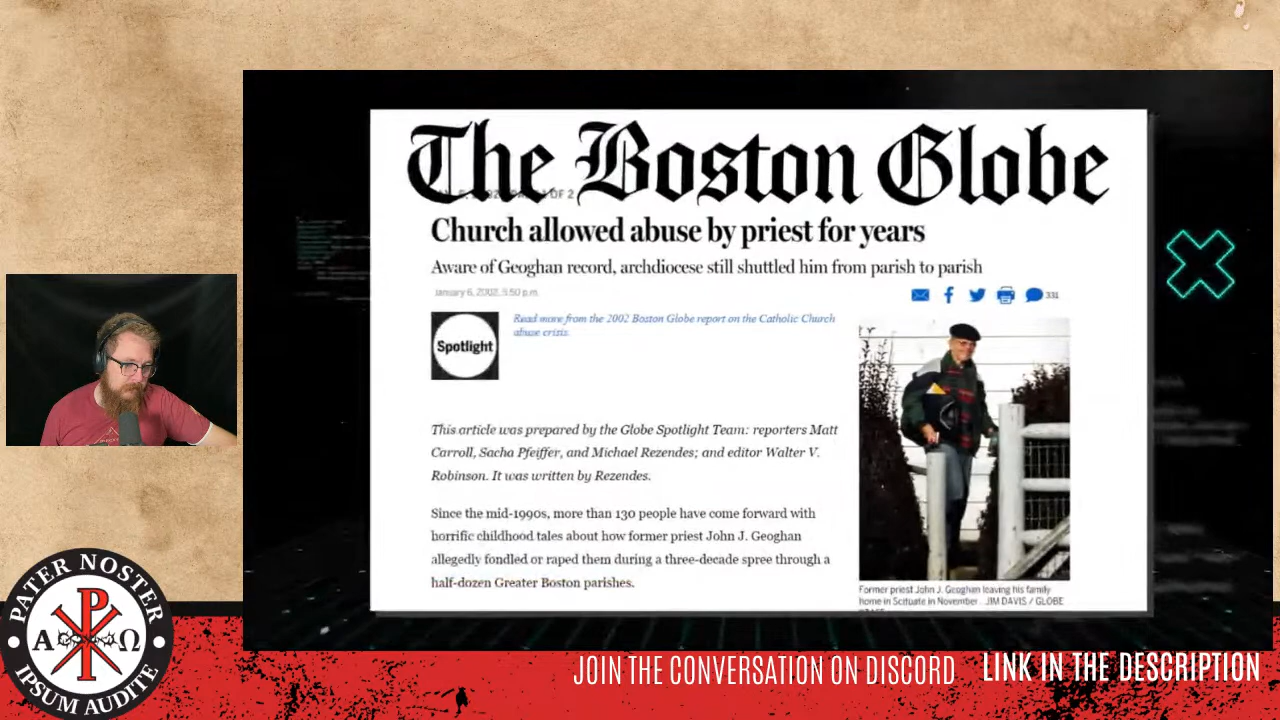 The Boston Globe
OF 2
Church allowed abuse by priest for years
Aware of Geoghan record, archdiocese still shuttled him from parish to parish
January 6, 2002, 5:50 p.m.
331
Spotlight
Read more from the 2002 Boston Globe report on the Catholic Church
abuse crisis.
This article was prepared by the Globe Spotlight Team: reporters Matt
Carroll, Sacha Pfeiffer, and Michael Rezendes; and editor Walter V.
Robinson. It was written by Rezendes.
Since the mid-1990s, more than 130 people have come forward with
horrific childhood tales about how former priest John J. Geoghan
allegedly fondled or raped them during a three-decade spree through a
half-dozen Greater Boston parishes.
Former priest John J. Geoghan leaving his family
home in Scituate in November. JIM DAVIS / GLOBE
PATER NOSTER
Α Ω
IPSUM AUDITE
JOIN THE CONVERSATION ON DISCORD
LINK IN THE DESCRIPTION